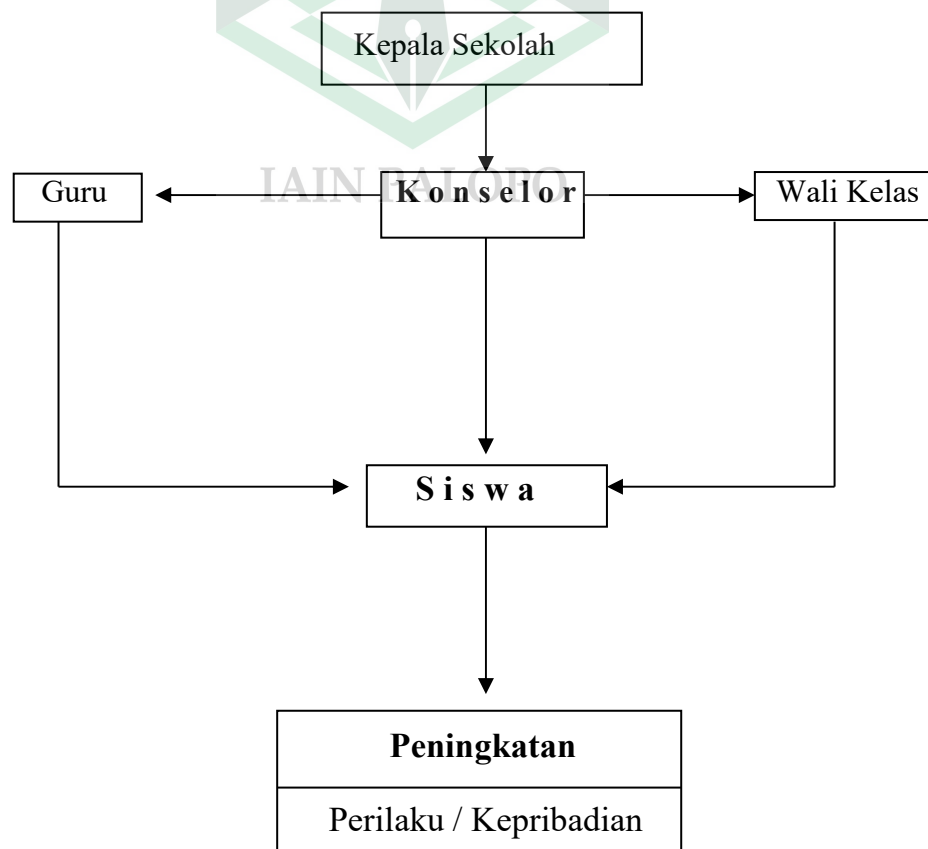 Kepala Sekolah
IAIN PALOPO
Guru
Konselor
Wali Kelas
Siswa
Peningkatan
Perilaku / Kepribadian